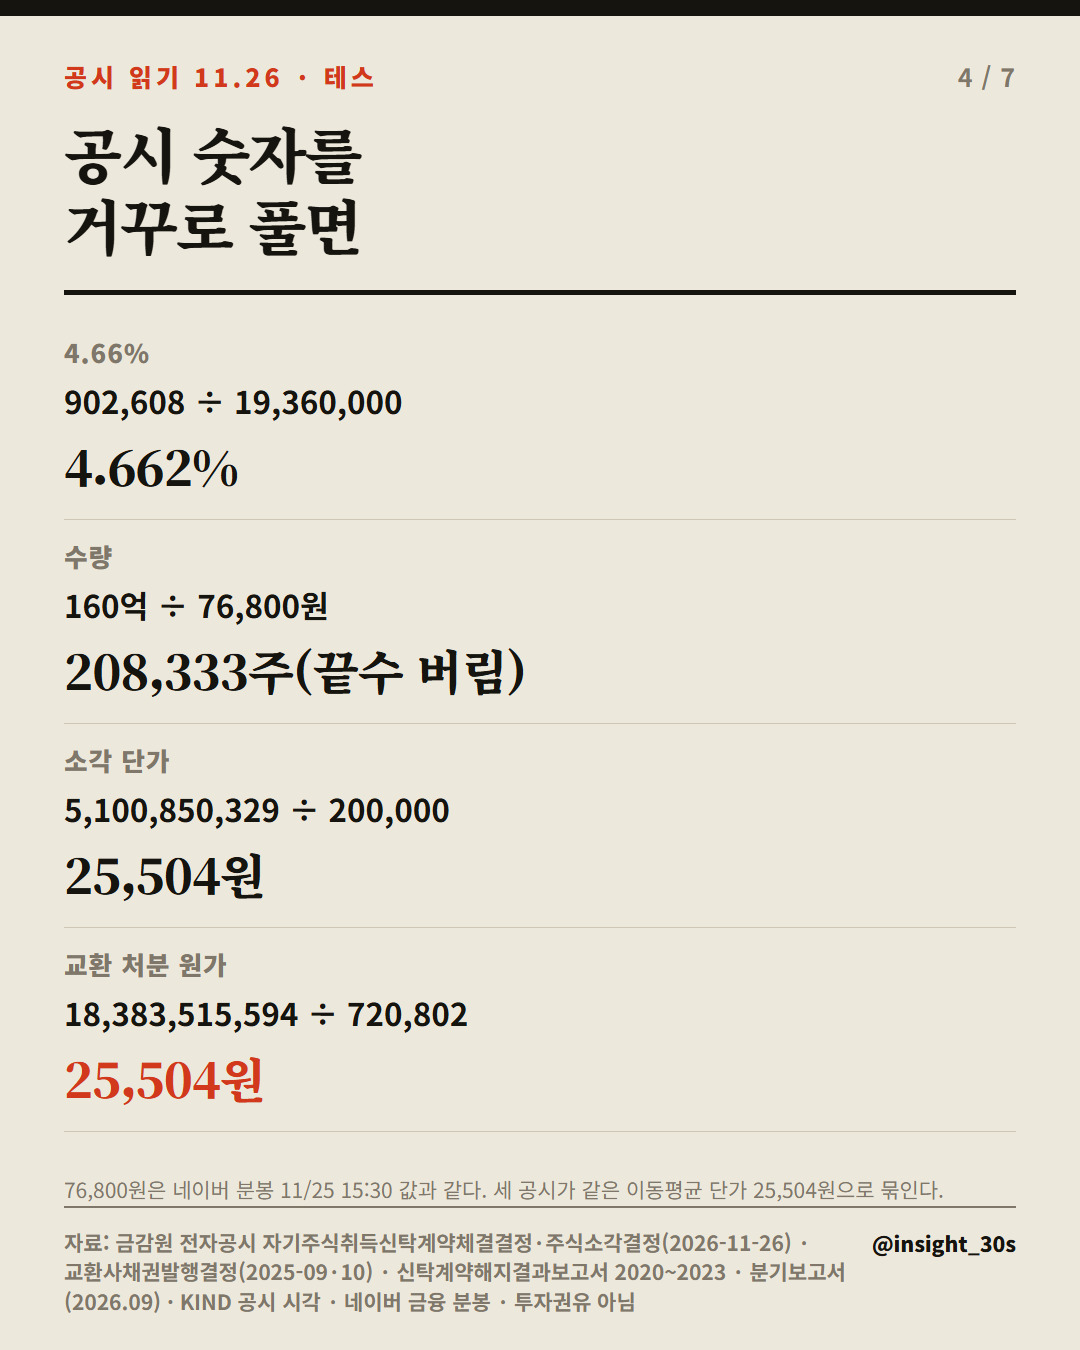 공시 읽기 11.26 · 테스
4 / 7
공시 숫자를
거꾸로 풀면
4.66%
902,608 ÷ 19,360,000
4.662%
수량
160억 ÷ 76,800원
208,333주(끝수 버림)
소각 단가
5,100,850,329 ÷ 200,000
25,504원
교환 처분 원가
18,383,515,594 ÷ 720,802
25,504원
76,800원은 네이버 분봉 11/25 15:30 값과 같다. 세 공시가 같은 이동평균 단가 25,504원으로 묶인다.
자료: 금감원 전자공시 자기주식취득신탁계약체결결정·주식소각결정(2026-11-26) ·
교환사채권발행결정(2025-09·10) · 신탁계약해지결과보고서 2020~2023 · 분기보고서
(2026.09) · KIND 공시 시각 · 네이버 금융 분봉 · 투자권유 아님
@insight_30s